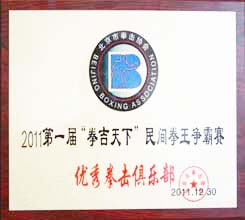 北京市拳击协会
BEIJING BOXING ASSOCIATION
2011第一届“拳吉天下”民间拳王争霸赛
优秀拳击俱乐部
2011.12.30